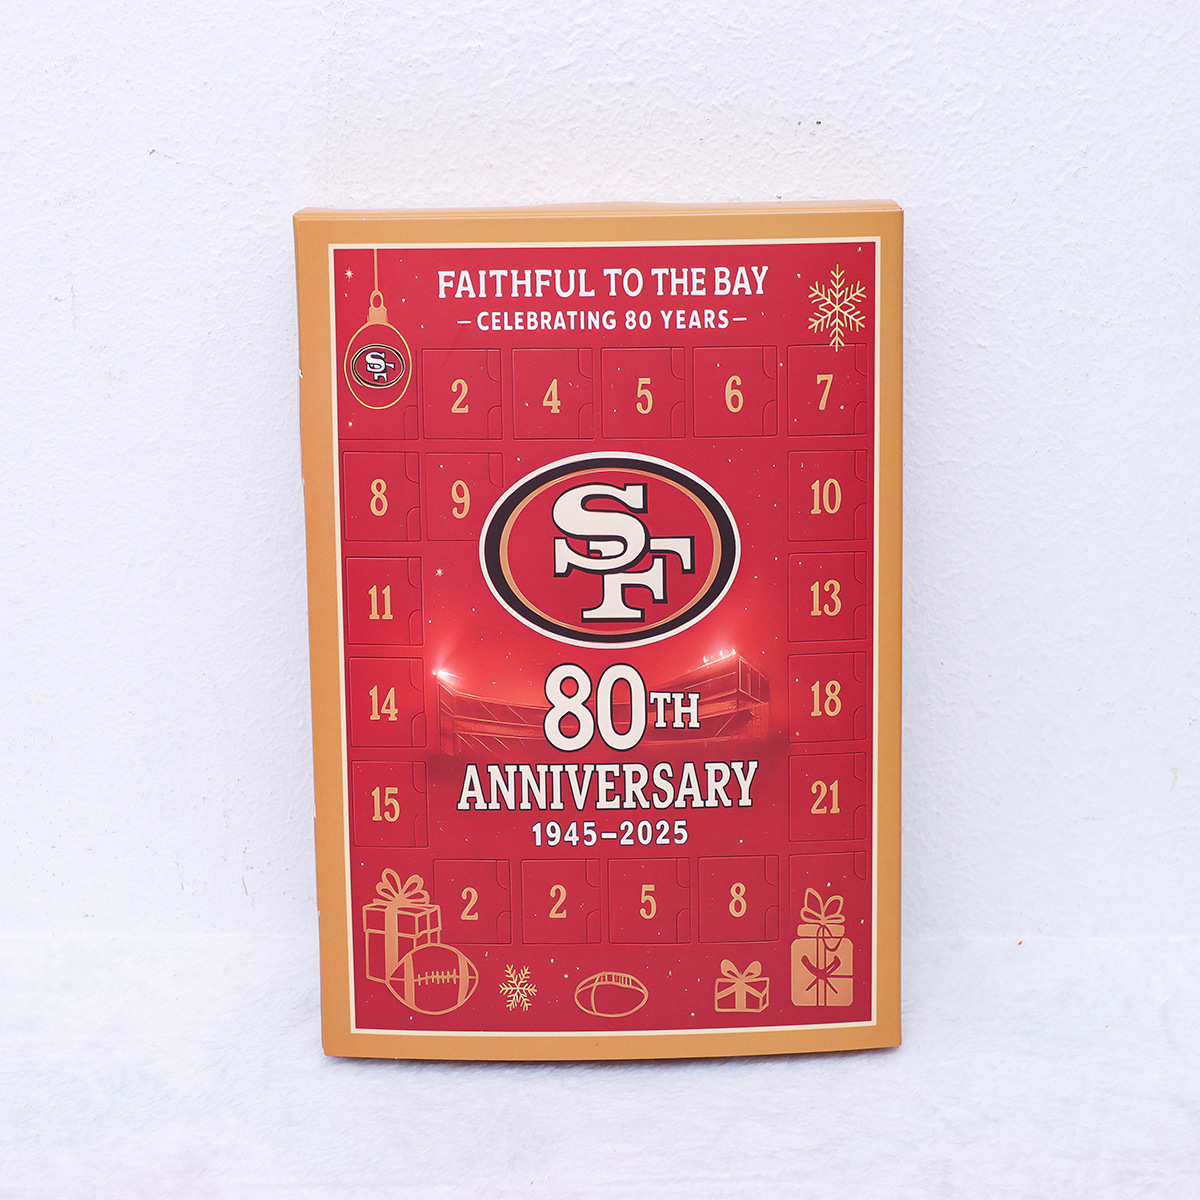 FAITHFUL TO THE BAY
–CELEBRATING 80 YEARS–
SF
2 4 5 6 7
8 9 10
SF
11 13
14 18
80TH
15 21
ANNIVERSARY
1945–2025
2 2 5 8